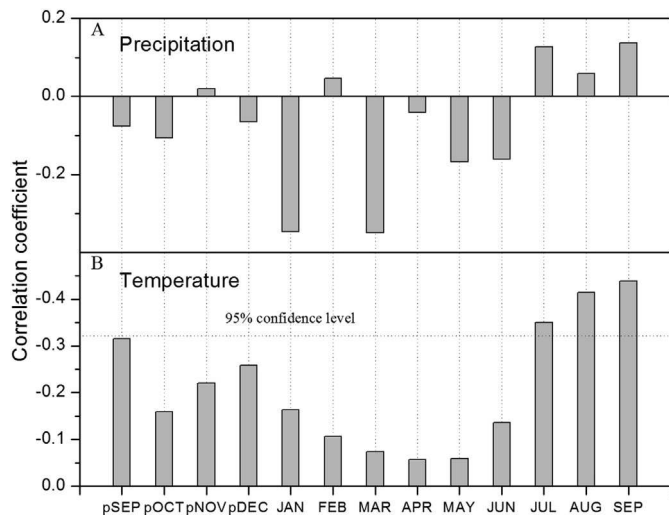 0.2
A
Precipitation
0.0
-0.2
B
Temperature
-0.4
95% confidence level
-0.3
-0.2
-0.1
0.0
Correlation coefficient
pSEP pOCT pNOV pDEC JAN FEB MAR APR MAY JUN JUL AUG SEP